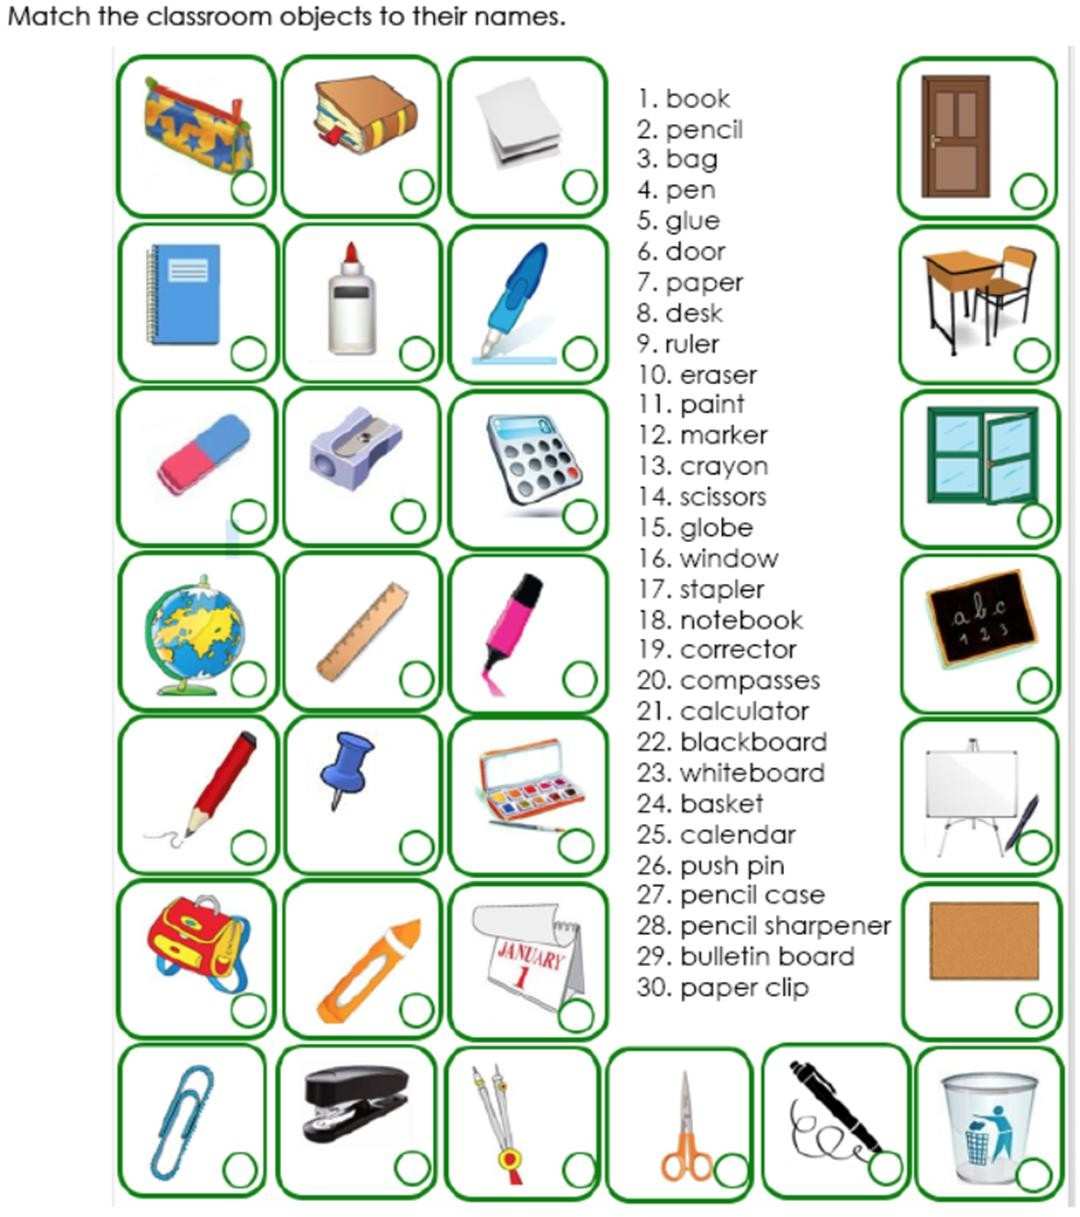 Match the classroom objects to their names.
1. book
2. pencil
3. bag
4. pen
5. glue
6. door
7. paper
8. desk
9. ruler
10. eraser
11. paint
12. marker
13. crayon
14. scissors
15. globe
16. window
17. stapler
18. notebook
19. corrector
20. compasses
21. calculator
22. blackboard
23. whiteboard
24. basket
25. calendar
26. push pin
27. pencil case
28. pencil sharpener
29. bulletin board
30. paper clip
a b c
1 2 3
JANUARY
1